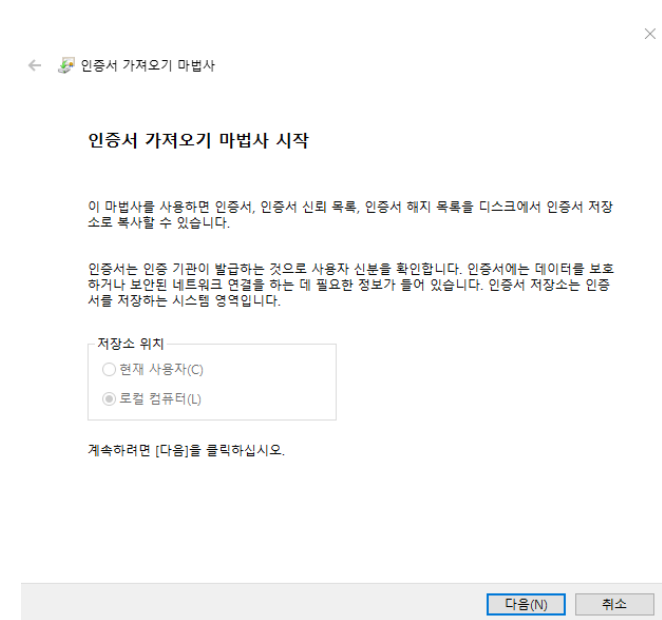 인증서 가져오기 마법사
인증서 가져오기 마법사 시작
이 마법사를 사용하면 인증서, 인증서 신뢰 목록, 인증서 해지 목록을 디스크에서 인증서 저장
소로 복사할 수 있습니다.
인증서는 인증 기관이 발급하는 것으로 사용자 신분을 확인합니다. 인증서에는 데이터를 보호
하거나 보안된 네트워크 연결을 하는 데 필요한 정보가 들어 있습니다. 인증서 저장소는 인증
서를 저장하는 시스템 영역입니다.
저장소 위치
현재 사용자(C)
로컬 컴퓨터(L)
계속하려면 [다음]을 클릭하십시오.
다음(N) 취소